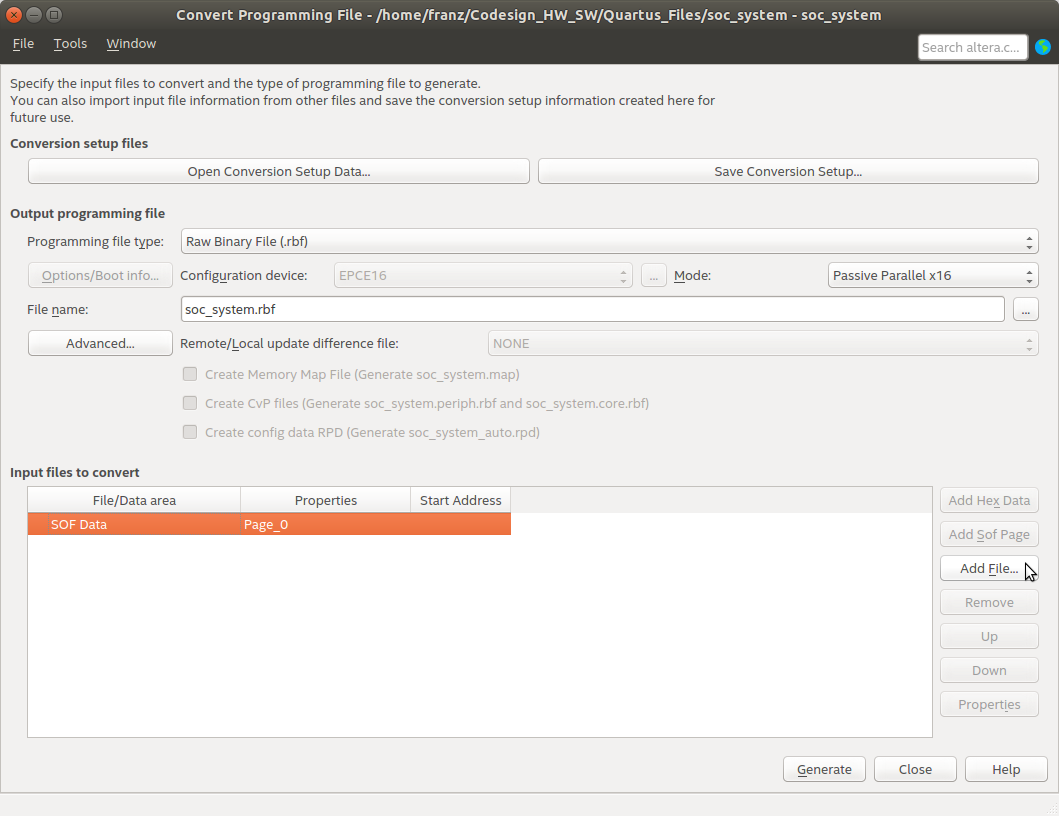 Convert Programming File - /home/franz/Codesign_HW_SW/Quartus_Files/soc_system - soc_system
File Tools Window Search altera.c...
Specify the input files to convert and the type of programming file to generate.
You can also import input file information from other files and save the conversion setup information created here for
future use.
Conversion setup files
Open Conversion Setup Data... Save Conversion Setup...
Output programming file
Programming file type: Raw Binary File (.rbf)
Options/Boot info... Configuration device: EPCE16 ... Mode: Passive Parallel x16
File name: soc_system.rbf ...
Advanced... Remote/Local update difference file: NONE
Create Memory Map File (Generate soc_system.map)
Create CvP files (Generate soc_system.periph.rbf and soc_system.core.rbf)
Create config data RPD (Generate soc_system_auto.rpd)
Input files to convert
File/Data area Properties Start Address Add Hex Data
SOF Data Page_0 Add Sof Page
Add File...
Remove
Up
Down
Properties
Generate Close Help